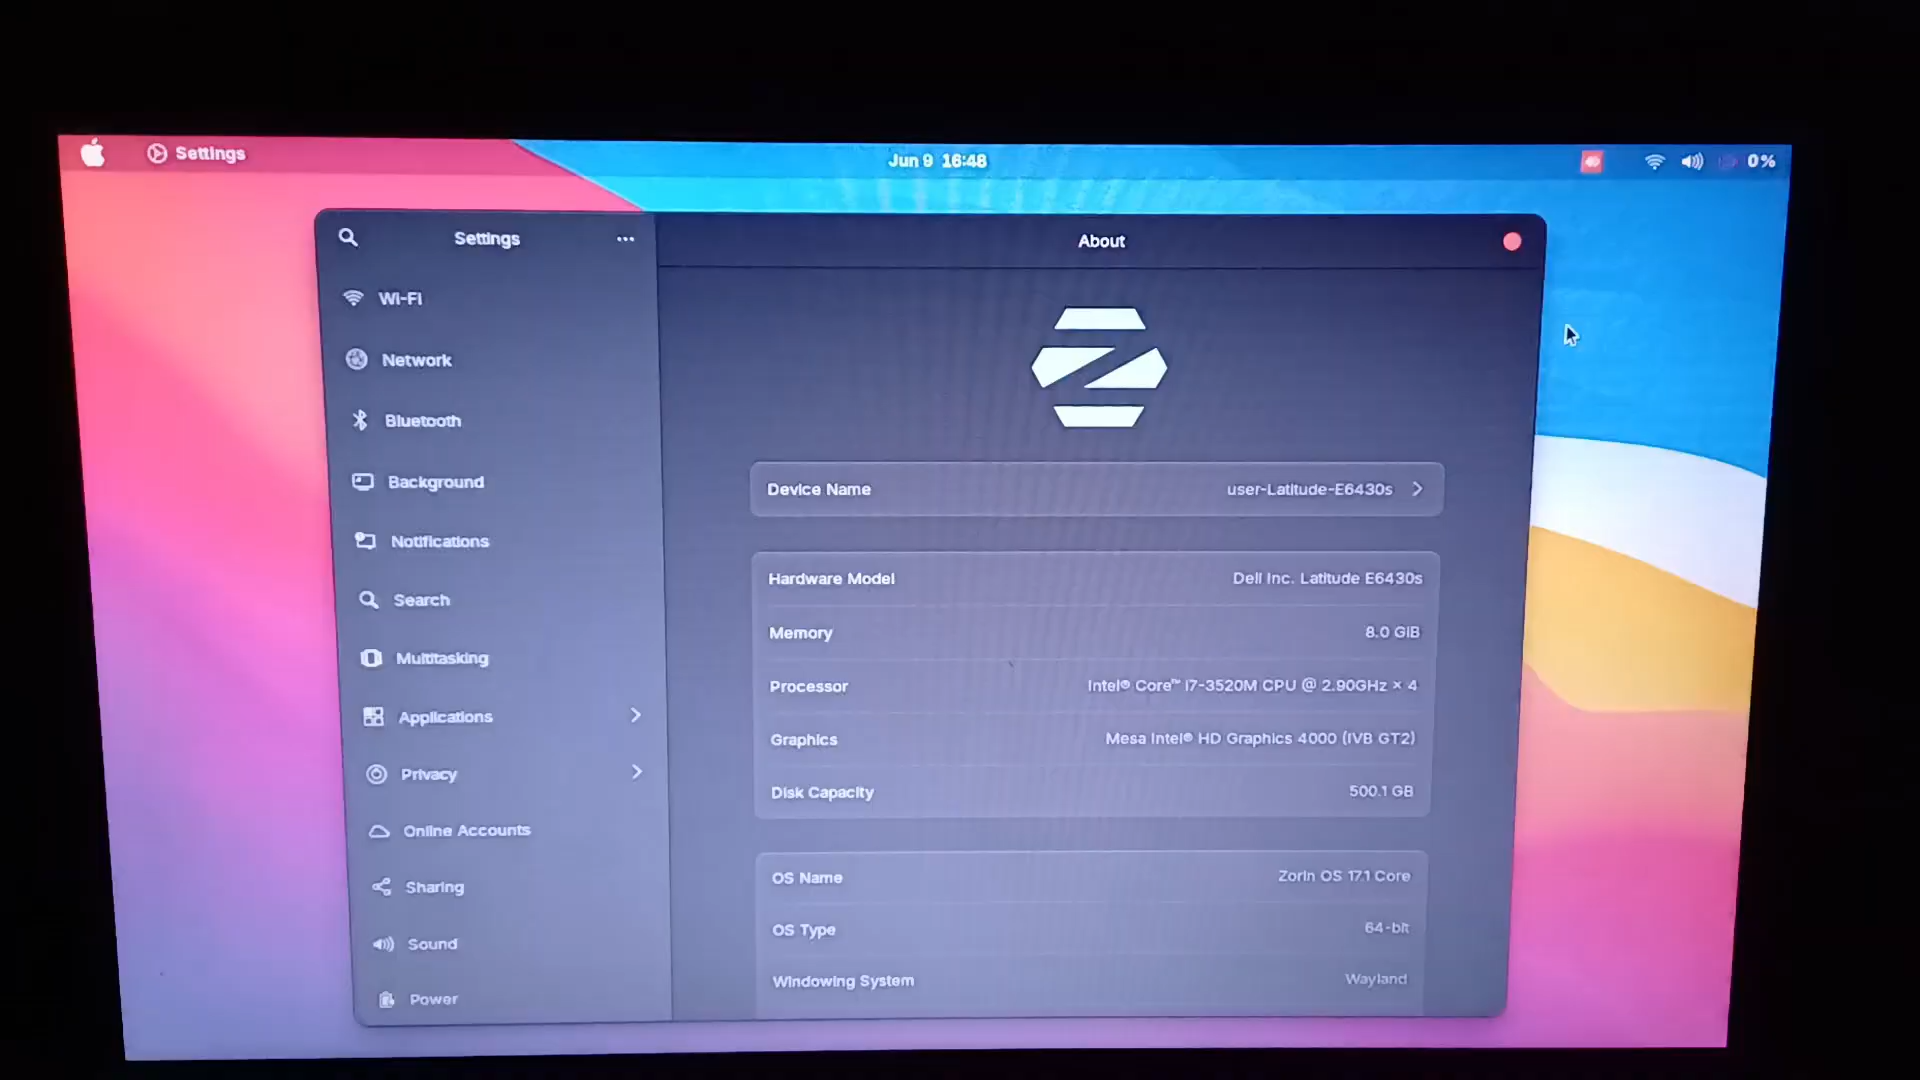 Settings
Jun 9 16:48
0%
Settings
Wi-Fi
Network
Bluetooth
Background
Notifications
Search
Multitasking
Applications
Privacy
Online Accounts
Sharing
Sound
Power
About
Device Name user-Latitude-E6430s
Hardware Model Dell Inc. Latitude E6430s
Memory 8.0 GiB
Processor Intel® Core™ i7-3520M CPU @ 2.90GHz × 4
Graphics Mesa Intel® HD Graphics 4000 (IVB GT2)
Disk Capacity 500.1 GB
OS Name Zorin OS 17.1 Core
OS Type 64-bit
Windowing System Wayland